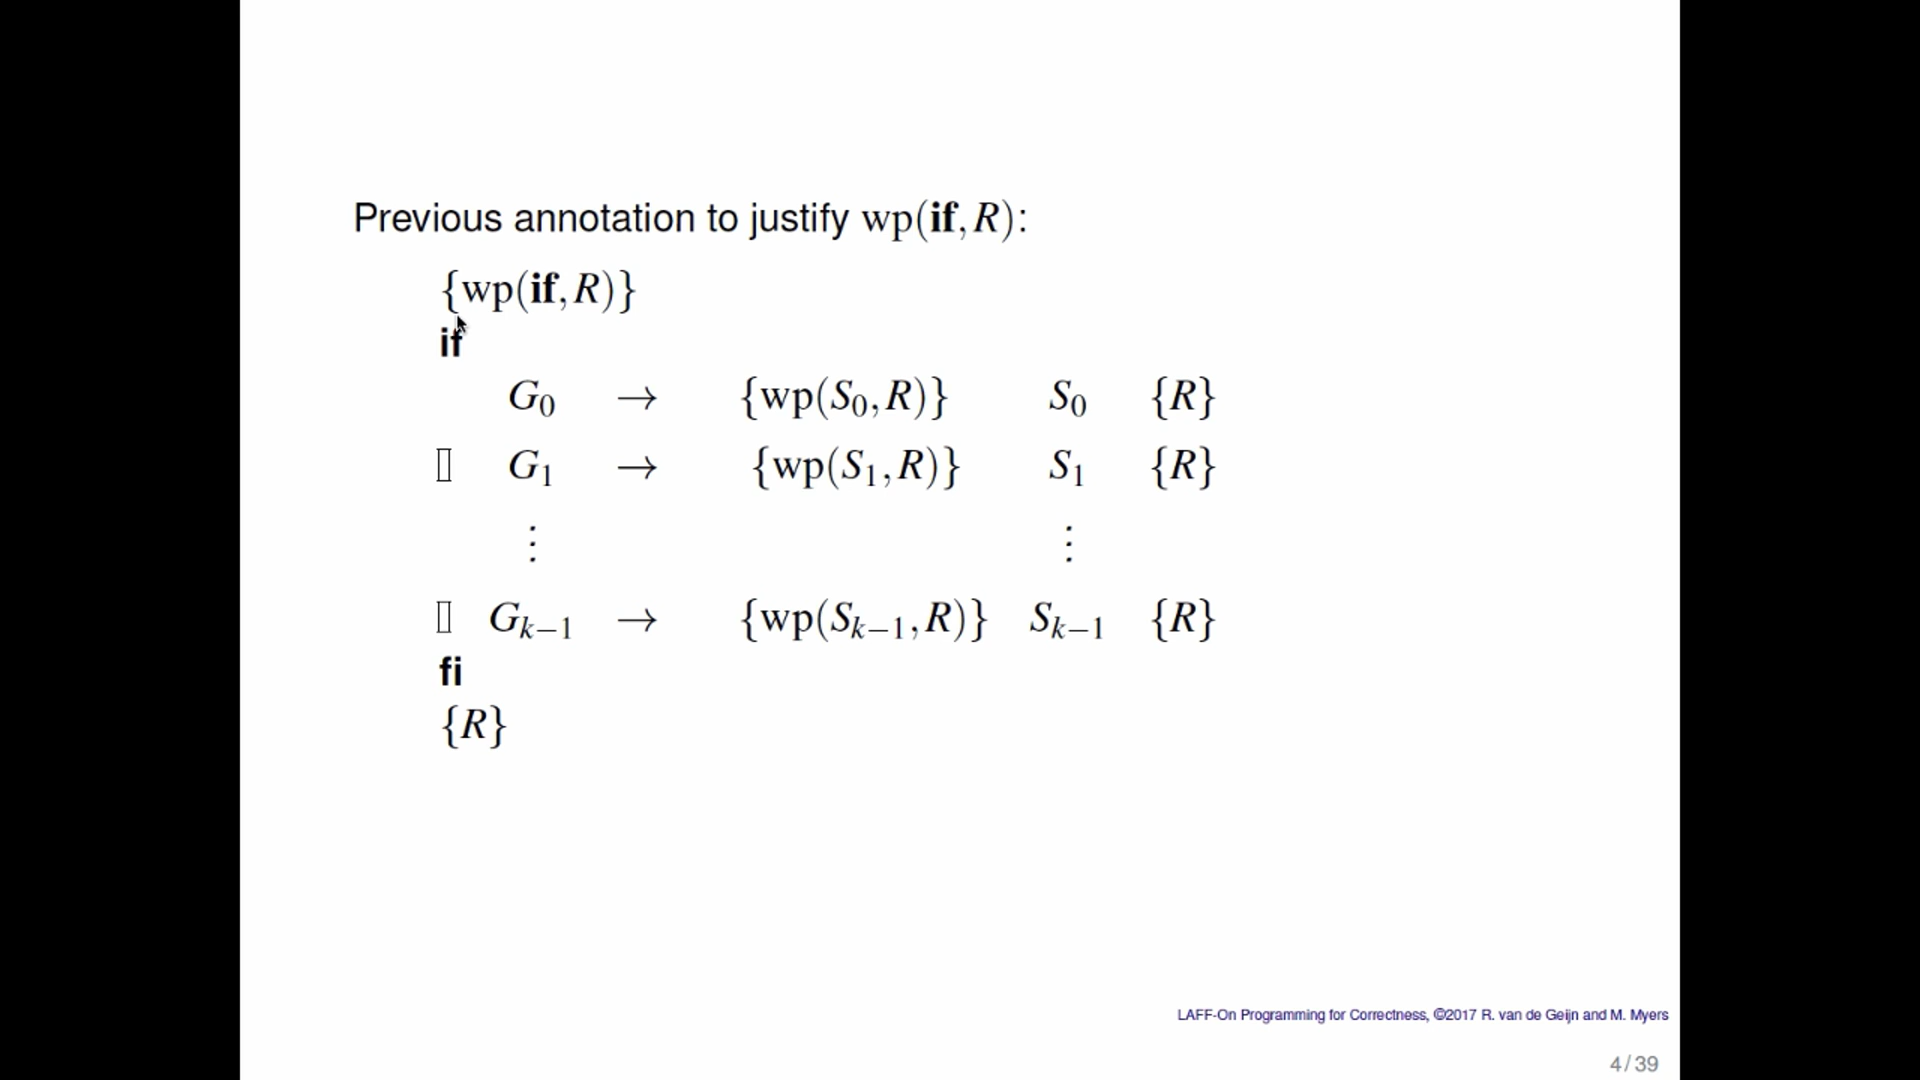 Previous annotation to justify wp(if, R):
{wp(if, R)}
if
G₀ → {wp(S₀, R)} S₀ {R}
▯ G₁ → {wp(S₁, R)} S₁ {R}
⋮ ⋮
▯ Gₖ₋₁ → {wp(Sₖ₋₁, R)} Sₖ₋₁ {R}
fi
{R}
LAFF-On Programming for Correctness, ©2017 R. van de Geijn and M. Myers
4 / 39